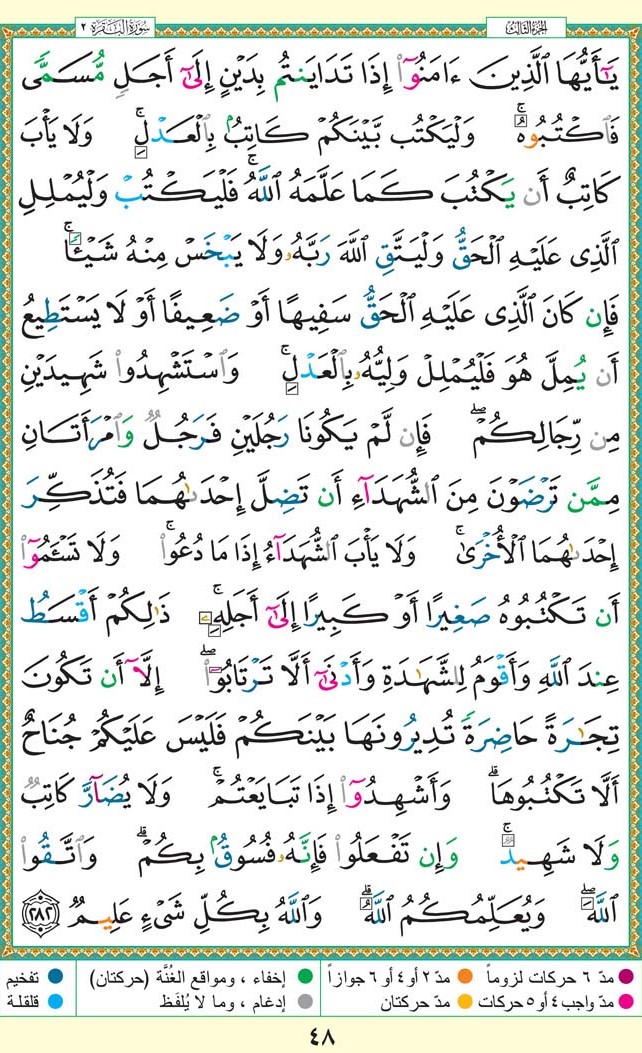 سُورَةُ البَقَرَةِ ٢
الجزء الثالث
يَٰٓأَيُّهَا ٱلَّذِينَ ءَامَنُوٓا۟ إِذَا تَدَايَنتُم بِدَيْنٍ إِلَىٰٓ أَجَلٍ مُّسَمًّى
فَٱكْتُبُوهُ ۚ وَلْيَكْتُب بَّيْنَكُمْ كَاتِبٌۢ بِٱلْعَدْلِ ۚ وَلَا يَأْبَ
كَاتِبٌ أَن يَكْتُبَ كَمَا عَلَّمَهُ ٱللَّهُ ۚ فَلْيَكْتُبْ وَلْيُمْلِلِ
ٱلَّذِى عَلَيْهِ ٱلْحَقُّ وَلْيَتَّقِ ٱللَّهَ رَبَّهُۥ وَلَا يَبْخَسْ مِنْهُ شَيْـًٔا ۚ
فَإِن كَانَ ٱلَّذِى عَلَيْهِ ٱلْحَقُّ سَفِيهًا أَوْ ضَعِيفًا أَوْ لَا يَسْتَطِيعُ
أَن يُمِلَّ هُوَ فَلْيُمْلِلْ وَلِيُّهُۥ بِٱلْعَدْلِ ۚ وَٱسْتَشْهِدُوا۟ شَهِيدَيْنِ
مِن رِّجَالِكُمْ ۖ فَإِن لَّمْ يَكُونَا رَجُلَيْنِ فَرَجُلٌ وَٱمْرَأَتَانِ
مِمَّن تَرْضَوْنَ مِنَ ٱلشُّهَدَآءِ أَن تَضِلَّ إِحْدَىٰهُمَا فَتُذَكِّرَ
إِحْدَىٰهُمَا ٱلْأُخْرَىٰ ۚ وَلَا يَأْبَ ٱلشُّهَدَآءُ إِذَا مَا دُعُوا۟ ۚ وَلَا تَسْـَٔمُوٓا۟
أَن تَكْتُبُوهُ صَغِيرًا أَوْ كَبِيرًا إِلَىٰٓ أَجَلِهِۦ ۚ ذَٰلِكُمْ أَقْسَطُ
عِندَ ٱللَّهِ وَأَقْوَمُ لِلشَّهَٰدَةِ وَأَدْنَىٰٓ أَلَّا تَرْتَابُوٓا۟ ۖ إِلَّآ أَن تَكُونَ
تِجَٰرَةً حَاضِرَةً تُدِيرُونَهَا بَيْنَكُمْ فَلَيْسَ عَلَيْكُمْ جُنَاحٌ
أَلَّا تَكْتُبُوهَا ۗ وَأَشْهِدُوٓا۟ إِذَا تَبَايَعْتُمْ ۚ وَلَا يُضَآرَّ كَاتِبٌ
وَلَا شَهِيدٌ ۚ وَإِن تَفْعَلُوا۟ فَإِنَّهُۥ فُسُوقٌۢ بِكُمْ ۗ وَٱتَّقُوا۟
ٱللَّهَ ۖ وَيُعَلِّمُكُمُ ٱللَّهُ ۗ وَٱللَّهُ بِكُلِّ شَىْءٍ عَلِيمٌ ٢٨٢
مدّ ٦ حركات لزوماً مدّ ٢ أو ٤ أو ٦ جوازاً إخفاء ، ومواقع الغُنَّة (حركتان) تفخيم
مدّ واجب ٤ أو ٥ حركات مدّ حركتان إدغام ، وما لا يُلفَظ قلقلة
٤٨